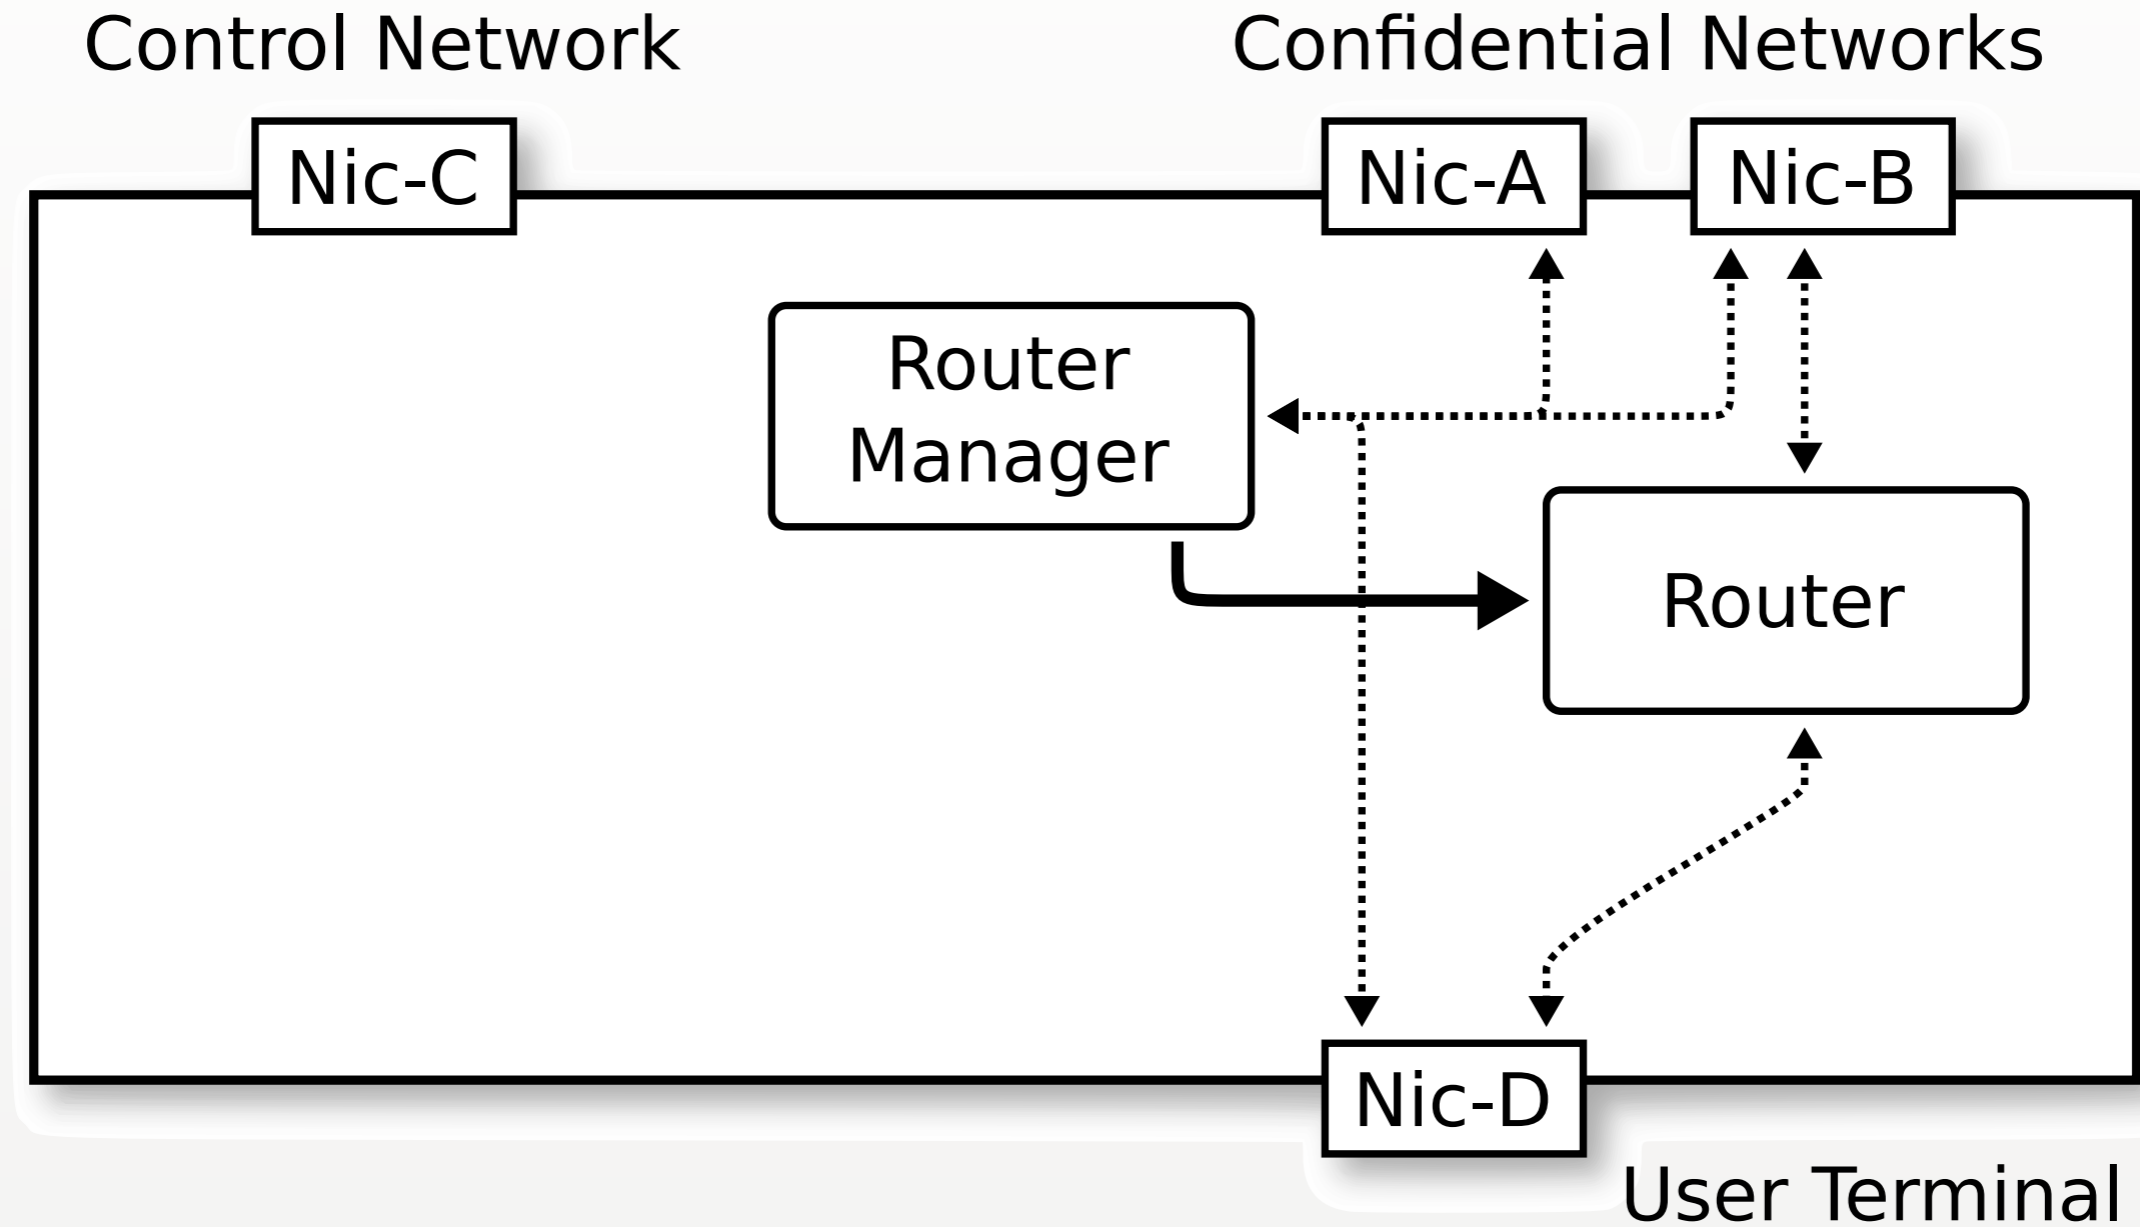 Control Network
Confidential Networks
Nic-C
Nic-A
Nic-B
Router
Manager
Router
Nic-D
User Terminal